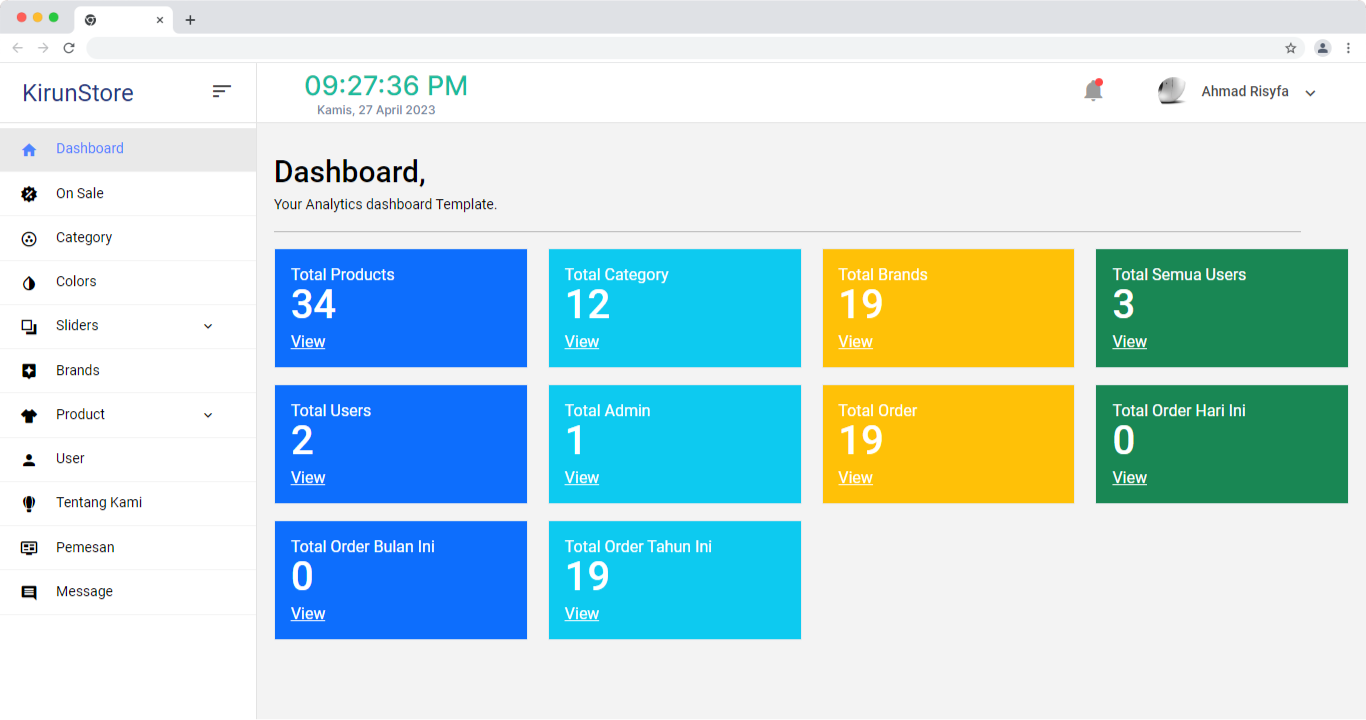 KirunStore
09:27:36 PM
Kamis, 27 April 2023
Ahmad Risyfa
Dashboard
On Sale
Category
Colors
Sliders
Brands
Product
User
Tentang Kami
Pemesan
Message
Dashboard,
Your Analytics dashboard Template.
Total Products
34
View
Total Category
12
View
Total Brands
19
View
Total Semua Users
3
View
Total Users
2
View
Total Admin
1
View
Total Order
19
View
Total Order Hari Ini
0
View
Total Order Bulan Ini
0
View
Total Order Tahun Ini
19
View